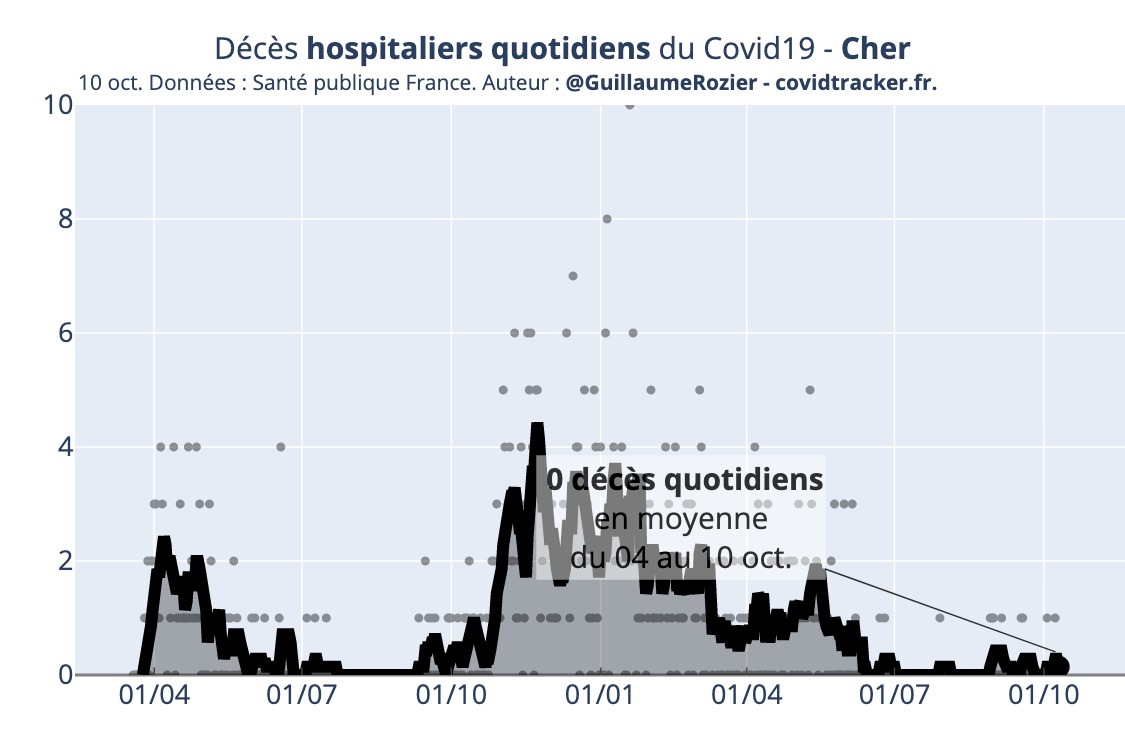 Décès hospitaliers quotidiens du Covid19 - Cher
10 oct. Données : Santé publique France. Auteur : @GuillaumeRozier - covidtracker.fr.
10
8
6
4
2
0
0 décès quotidiens
en moyenne
du 04 au 10 oct.
01/04 01/07 01/10 01/01 01/04 01/07 01/10